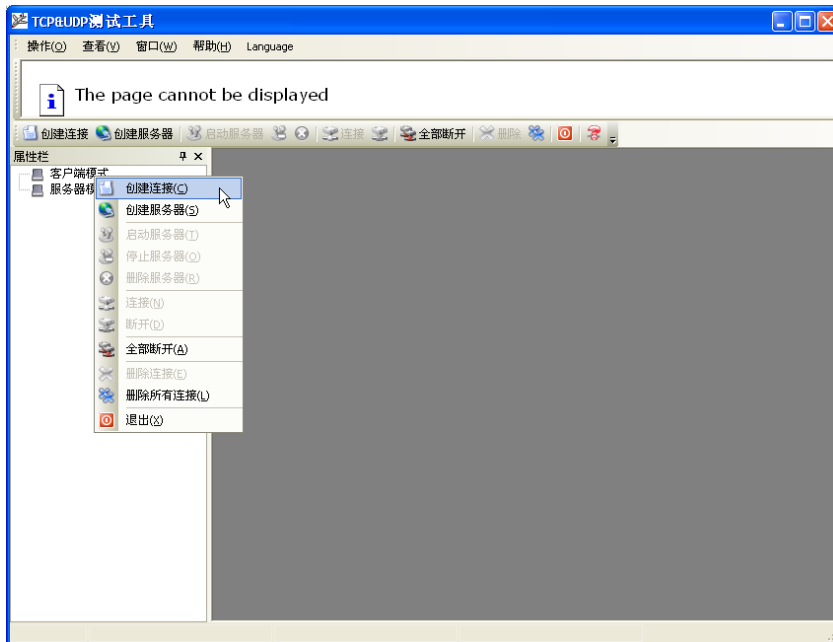 TCP&UDP测试工具
操作(O) 查看(V) 窗口(W) 帮助(H) Language
The page cannot be displayed
创建连接 创建服务器 启动服务器 连接 全部断开 删除
属性栏
客户端模式
服务器模
创建连接(C)
创建服务器(S)
启动服务器(T)
停止服务器(O)
删除服务器(R)
连接(N)
断开(D)
全部断开(A)
删除连接(E)
删除所有连接(L)
退出(X)